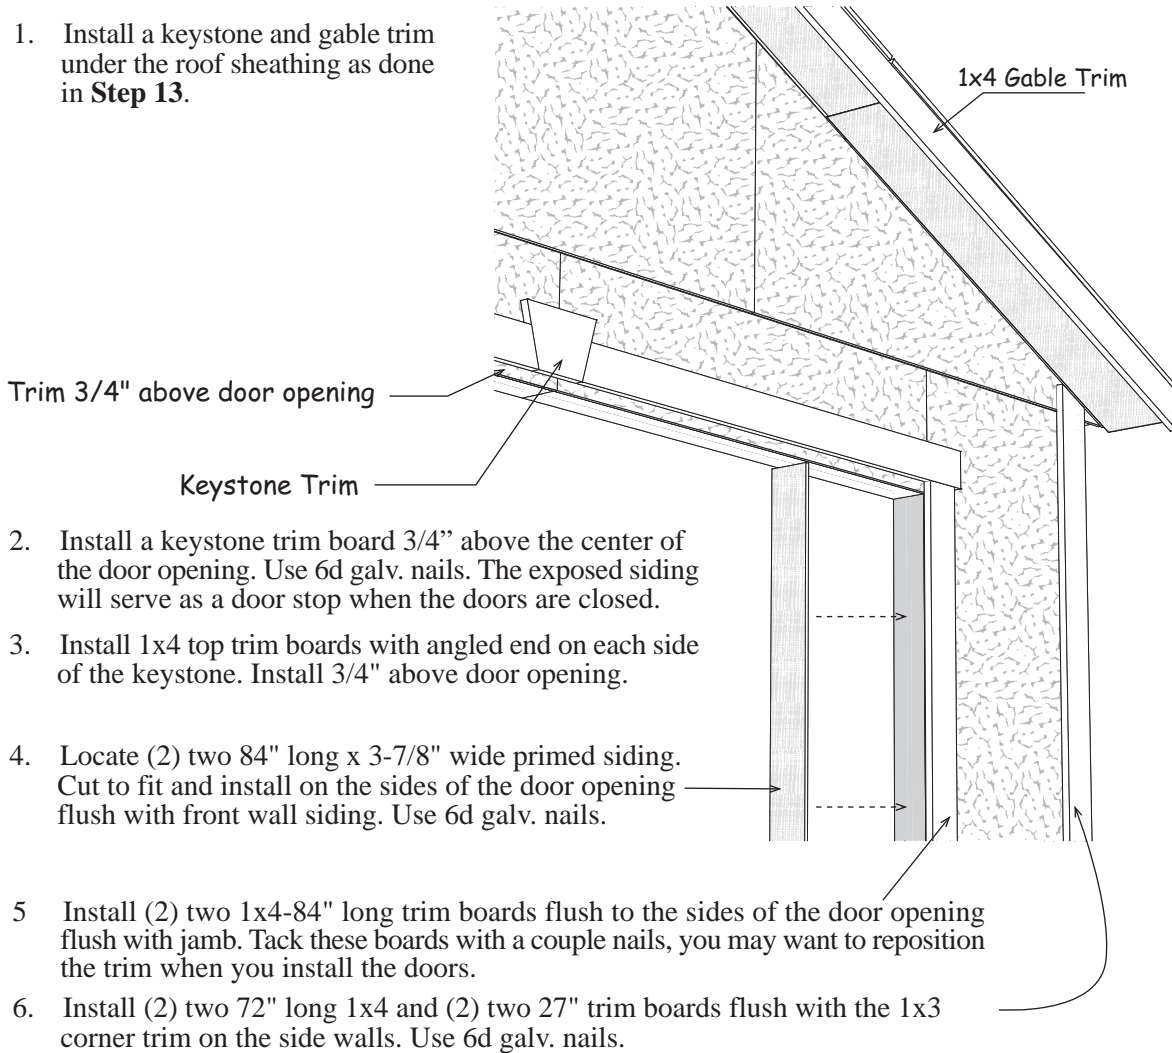 1. Install a keystone and gable trim
under the roof sheathing as done
in Step 13.
1x4 Gable Trim
Trim 3/4" above door opening
Keystone Trim
2. Install a keystone trim board 3/4” above the center of
the door opening. Use 6d galv. nails. The exposed siding
will serve as a door stop when the doors are closed.
3. Install 1x4 top trim boards with angled end on each side
of the keystone. Install 3/4" above door opening.
4. Locate (2) two 84" long x 3-7/8" wide primed siding.
Cut to fit and install on the sides of the door opening
flush with front wall siding. Use 6d galv. nails.
5 Install (2) two 1x4-84" long trim boards flush to the sides of the door opening
flush with jamb. Tack these boards with a couple nails, you may want to reposition
the trim when you install the doors.
6. Install (2) two 72" long 1x4 and (2) two 27" trim boards flush with the 1x3
corner trim on the side walls. Use 6d galv. nails.